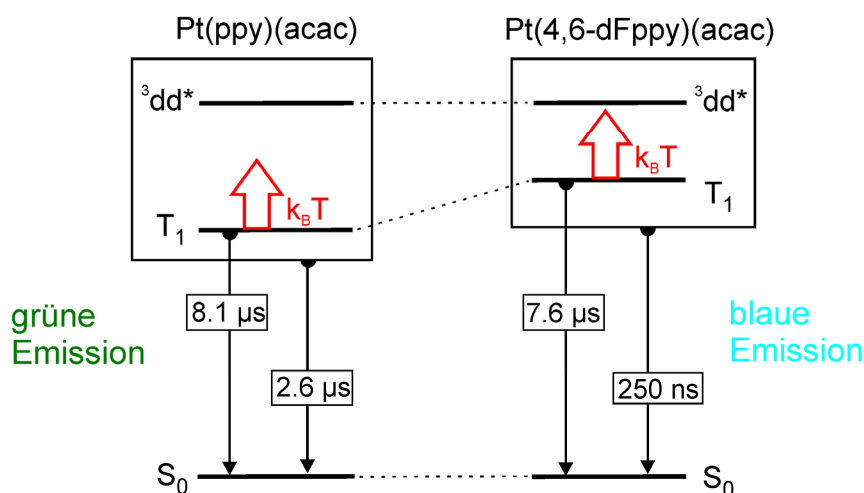 Pt(ppy)(acac)
Pt(4,6-dFppy)(acac)
³dd*
³dd*
k_BT
T₁
k_BT
T₁
8.1 µs
7.6 µs
grüne
Emission
blaue
Emission
2.6 µs
250 ns
S₀
S₀